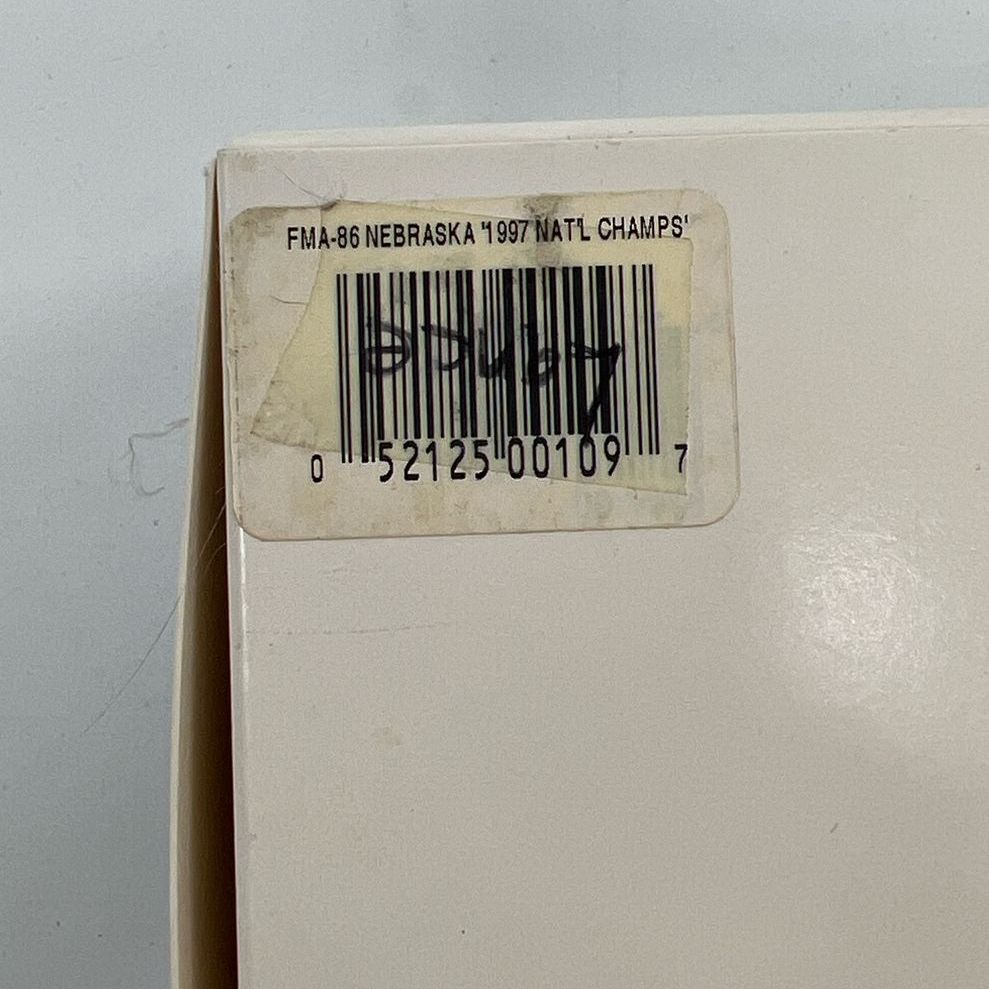 FMA-86 NEBRASKA "1997 NAT'L CHAMPS"
0 52125 00109 7